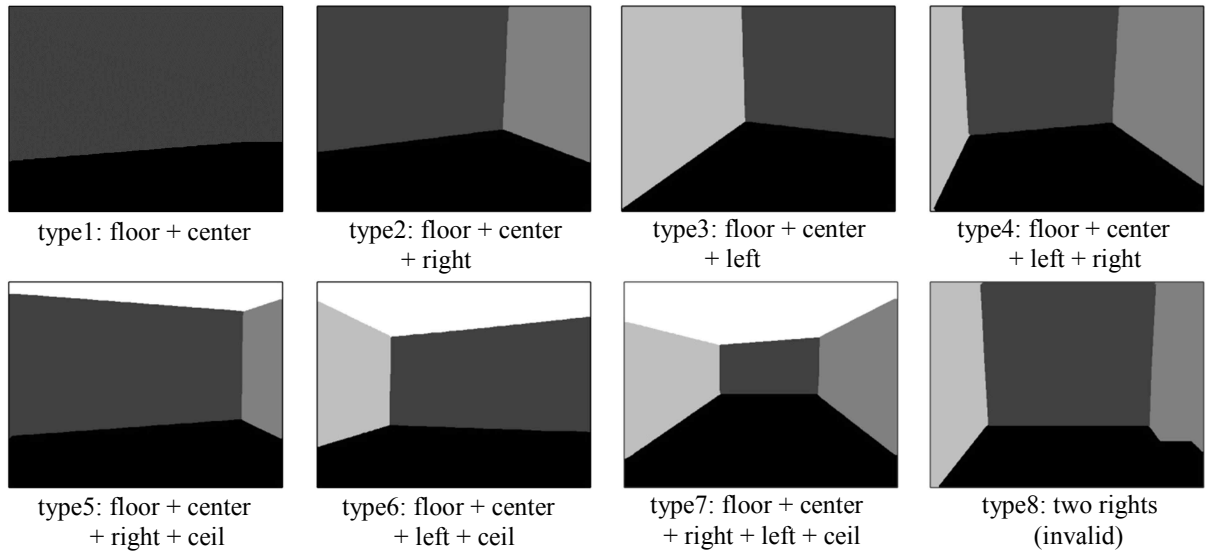 type1: floor + center
type2: floor + center
+ right
type3: floor + center
+ left
type4: floor + center
+ left + right
type5: floor + center
+ right + ceil
type6: floor + center
+ left + ceil
type7: floor + center
+ right + left + ceil
type8: two rights
(invalid)